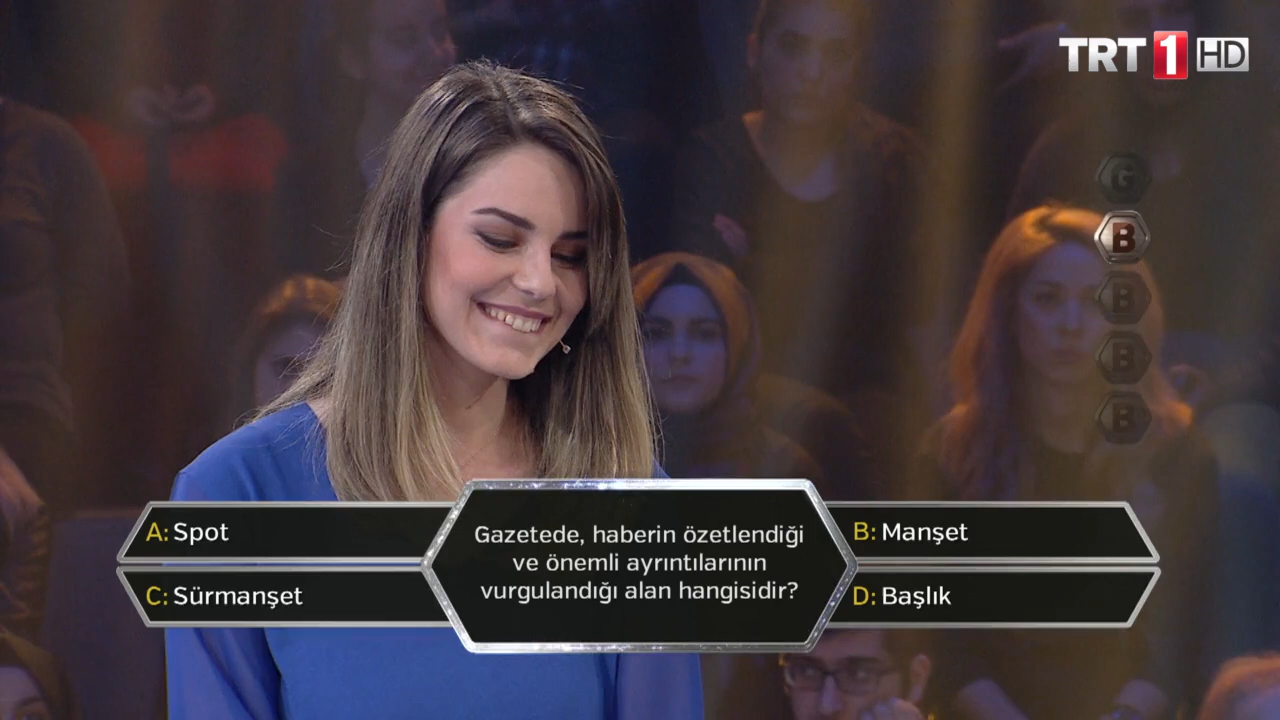 TRT 1 HD
G
B
B
B
B
A: Spot
Gazetede, haberin özetlendiği
ve önemli ayrıntılarının
vurgulandığı alan hangisidir?
B: Manşet
C: Sürmanşet
D: Başlık